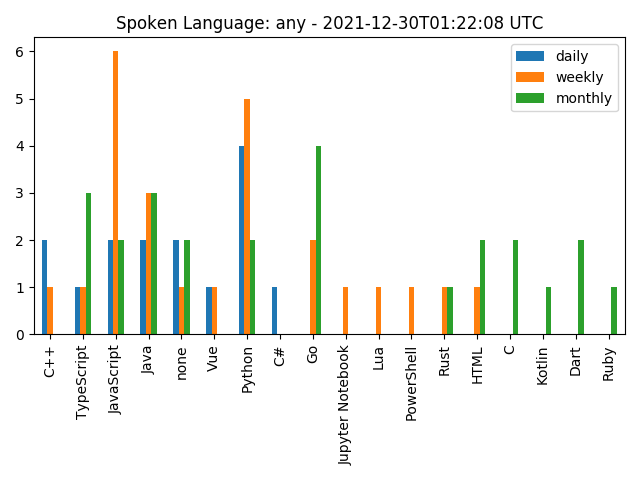 Spoken Language: any - 2021-12-30T01:22:08 UTC
daily
weekly
monthly
6
5
4
3
2
1
0
C++
TypeScript
JavaScript
Java
none
Vue
Python
C#
Go
Jupyter Notebook
Lua
PowerShell
Rust
HTML
C
Kotlin
Dart
Ruby